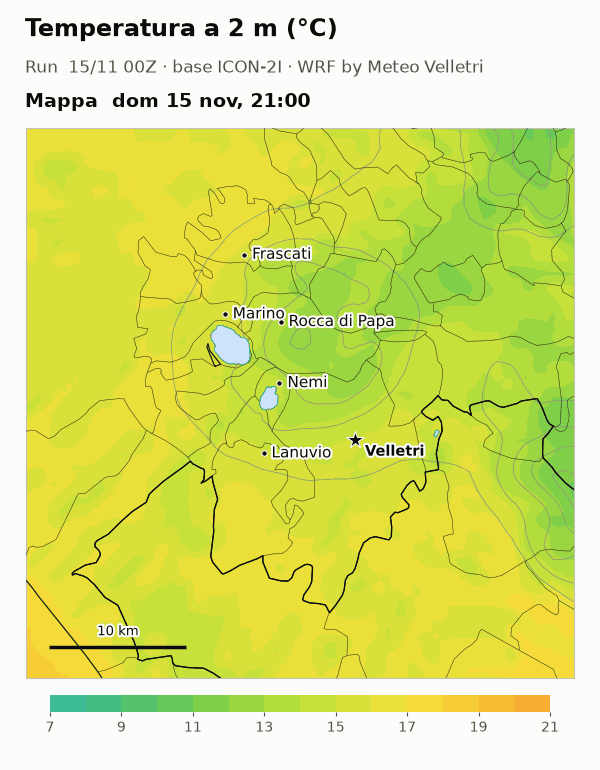 Temperatura a 2 m (°C)
Run  15/11 00Z · base ICON-2I · WRF by Meteo Velletri
Mappa  dom 15 nov, 21:00
Frascati
Marino
Rocca di Papa
Nemi
Velletri
Lanuvio
10 km
7 9 11 13 15 17 19 21